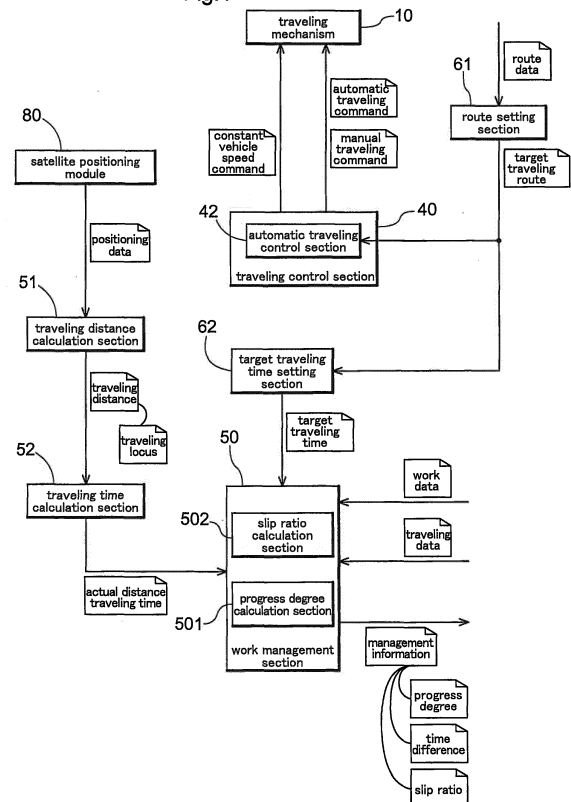 traveling
mechanism
10
route
data
61
route setting
section
automatic
traveling
command
80
constant
vehicle
speed
command
manual
traveling
command
target
traveling
route
satellite positioning
module
42
40
automatic traveling
control section
traveling control section
positioning
data
51
traveling distance
calculation section
62
target traveling
time setting
section
traveling
distance
traveling
locus
target
traveling
time
52
50
work
data
traveling time
calculation section
502
slip ratio
calculation
section
traveling
data
actual distance
traveling time
501
progress degree
calculation section
work management
section
management
information
progress
degree
time
difference
slip ratio